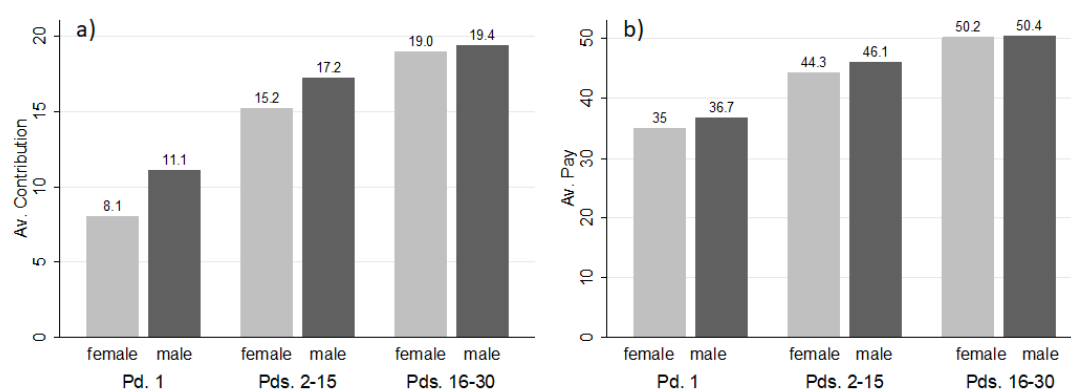 a)
Av. Contribution
20
15
10
5
0
8.1
11.1
15.2
17.2
19.0
19.4
female male female male female male
Pd. 1 Pds. 2-15 Pds. 16-30
b)
Av. Pay
50
40
30
20
10
0
35
36.7
44.3
46.1
50.2
50.4
female male female male female male
Pd. 1 Pds. 2-15 Pds. 16-30